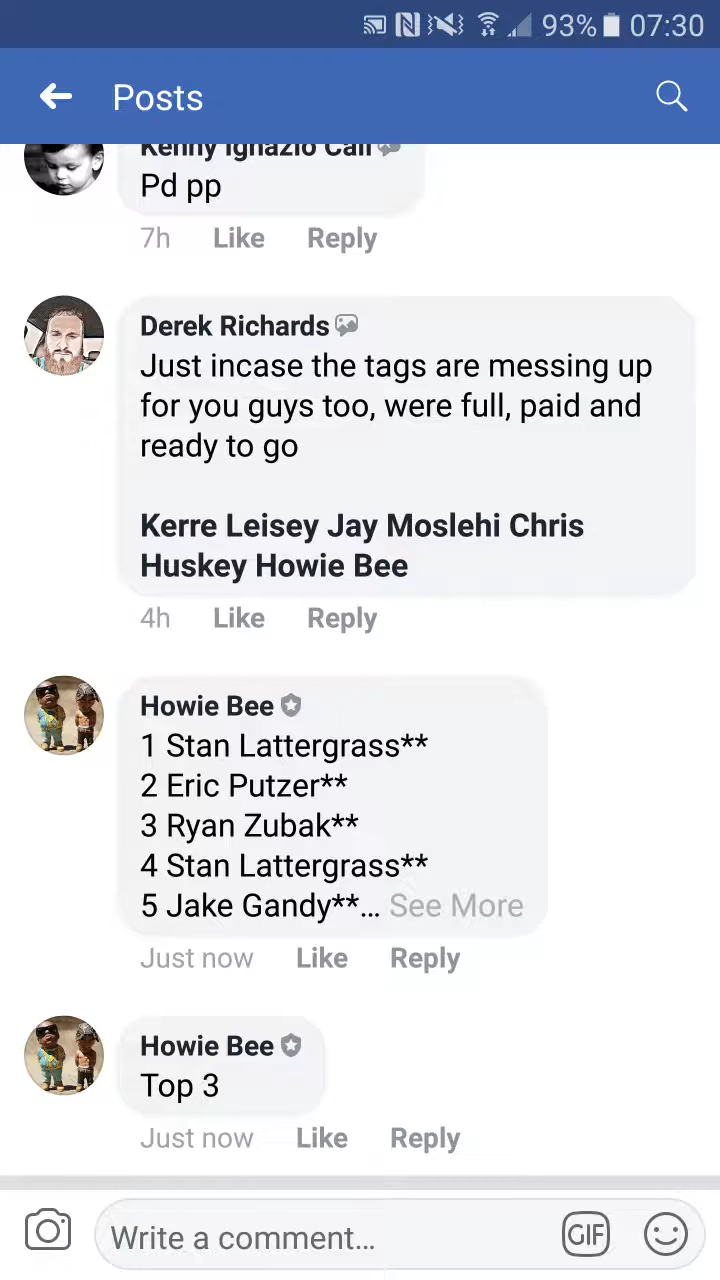 93% 07:30
Posts
Kenny Ignazio Call
Pd pp
7h Like Reply
Derek Richards
Just incase the tags are messing up
for you guys too, were full, paid and
ready to go
Kerre Leisey Jay Moslehi Chris
Huskey Howie Bee
4h Like Reply
Howie Bee
1 Stan Lattergrass**
2 Eric Putzer**
3 Ryan Zubak**
4 Stan Lattergrass**
5 Jake Gandy**... See More
Just now Like Reply
Howie Bee
Top 3
Just now Like Reply
Write a comment...
GIF